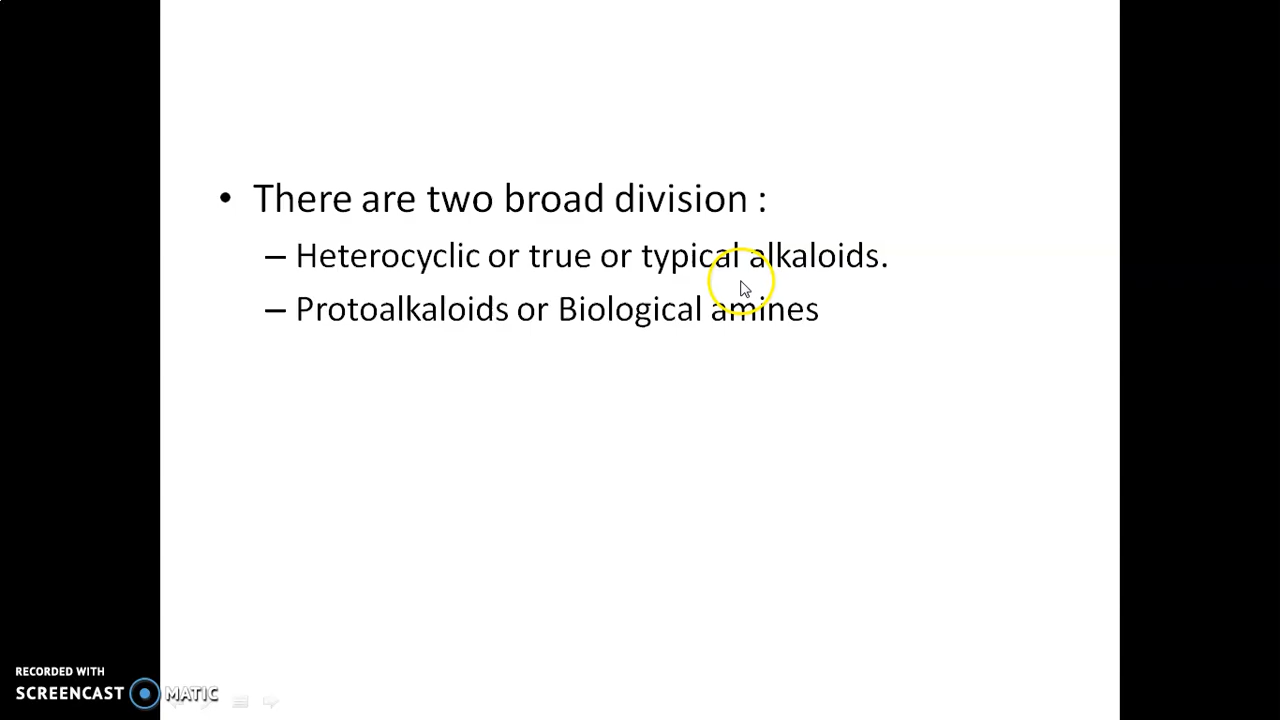 • There are two broad division :
– Heterocyclic or true or typical alkaloids.
– Protoalkaloids or Biological amines
RECORDED WITH
SCREENCAST MATIC